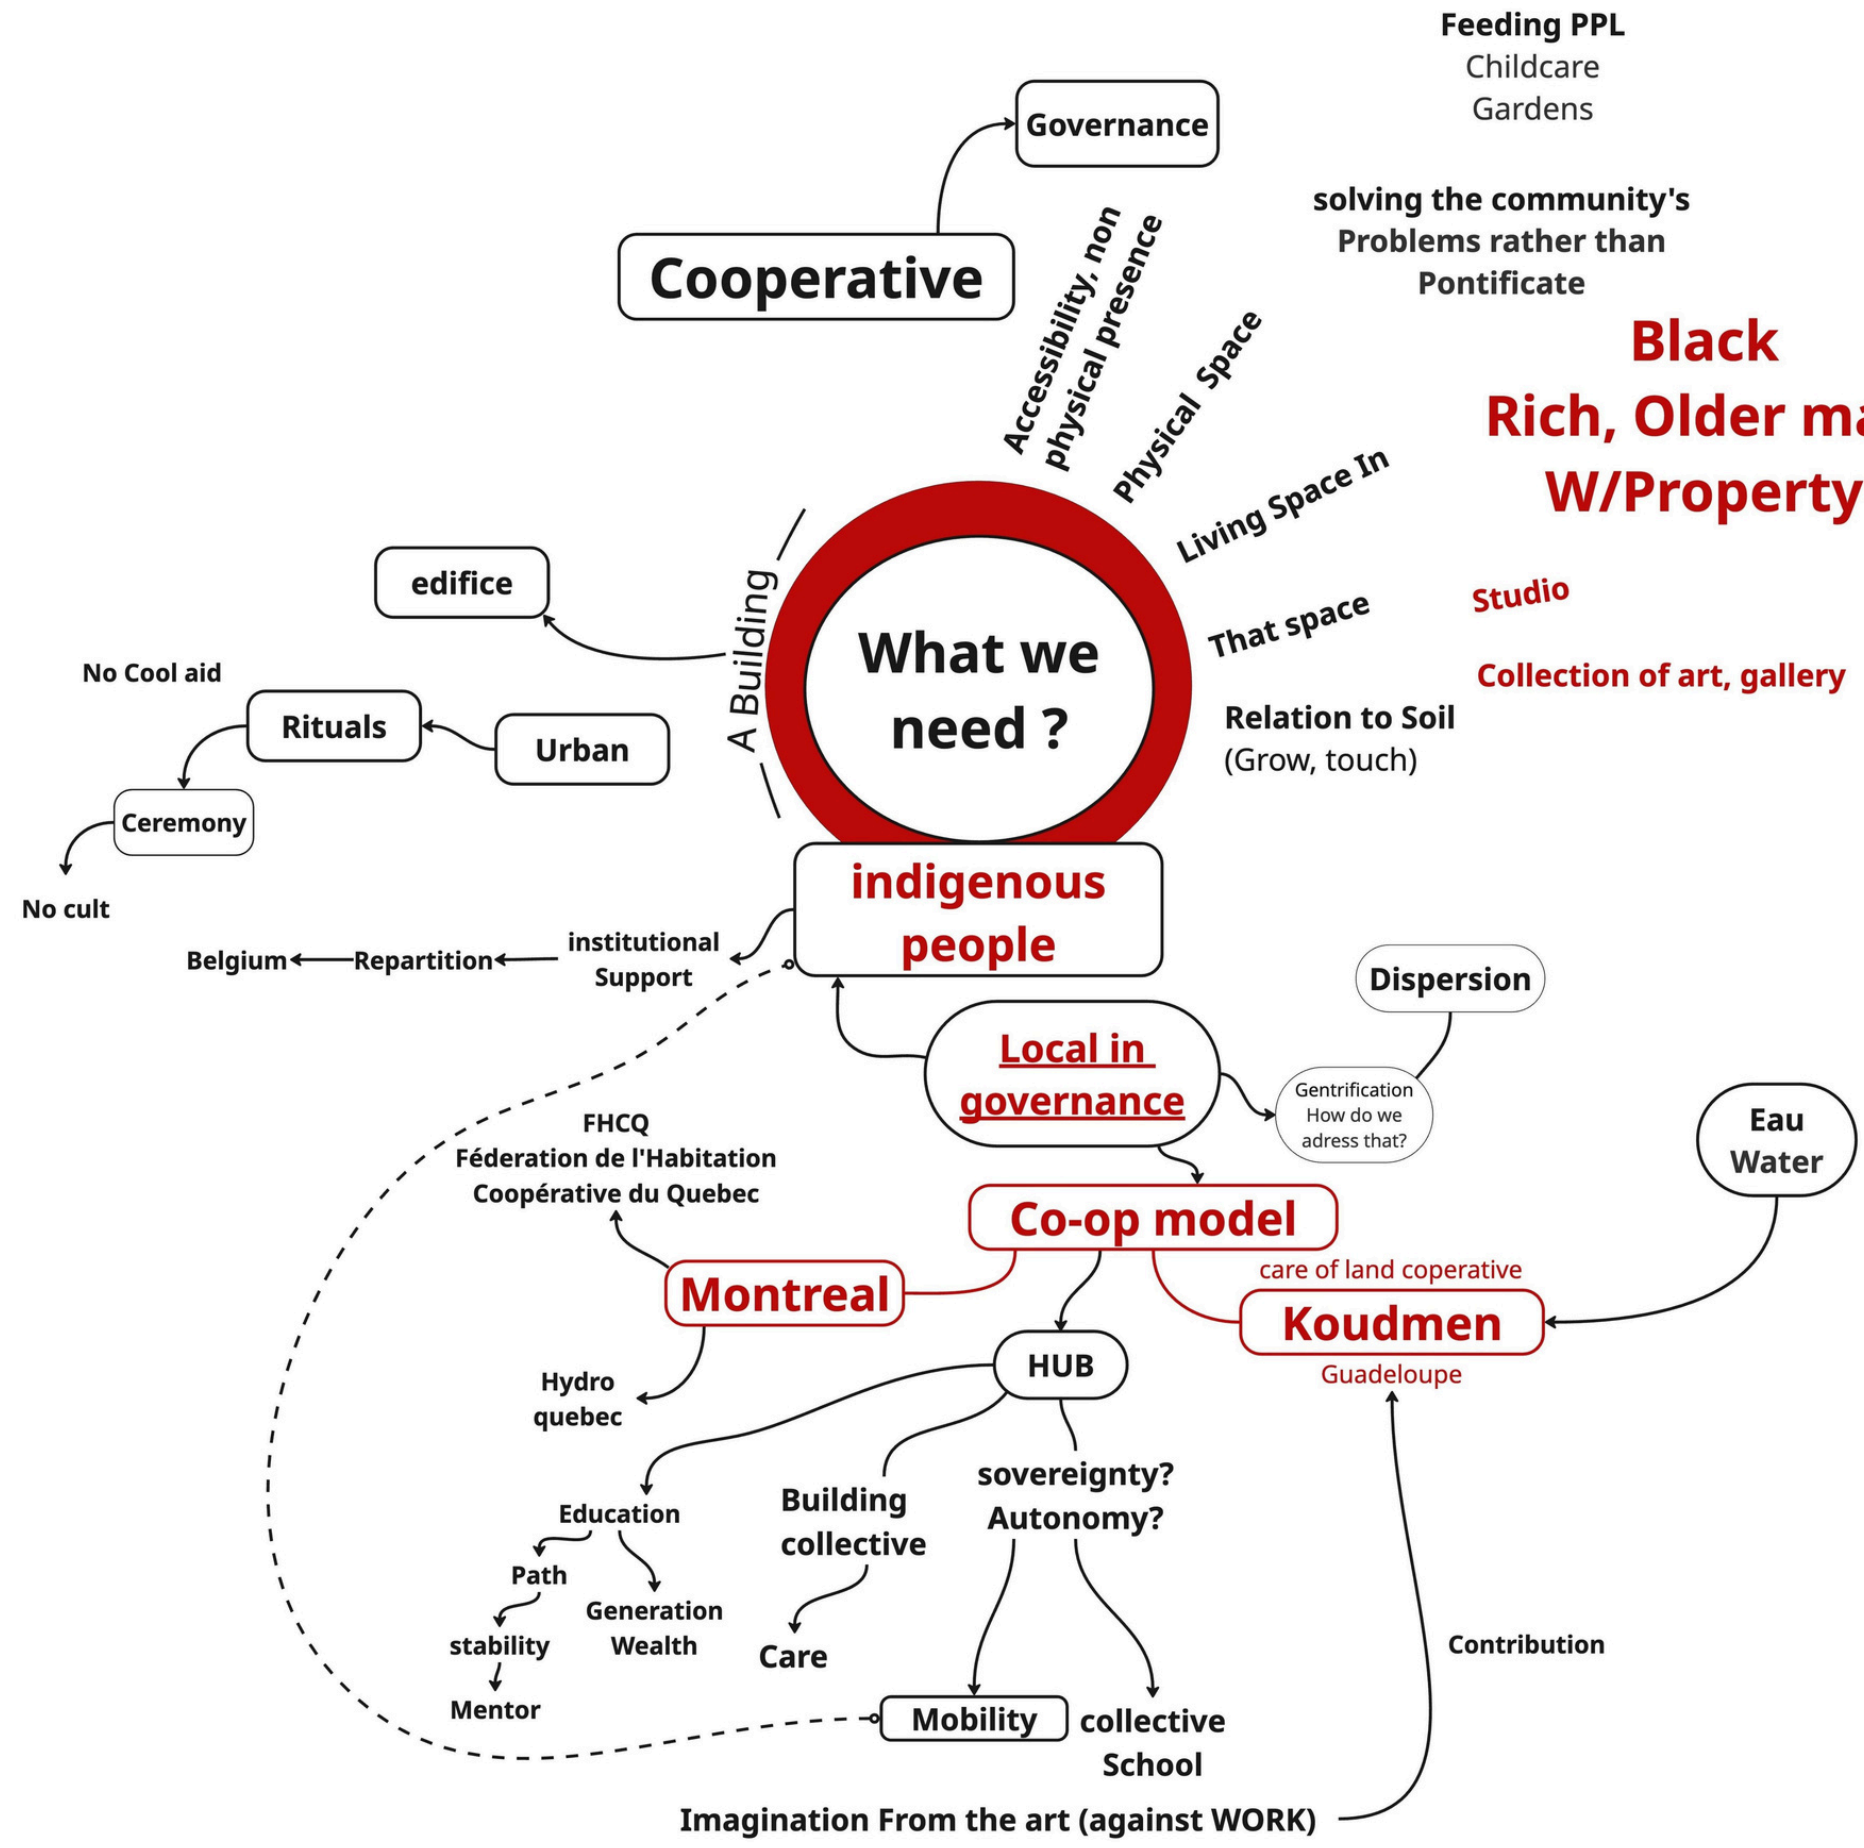 Feeding PPL
Childcare
Gardens
Governance
solving the community's
Problems rather than
Pontificate
Cooperative
Accessibility, non
physical presence
Physical Space
Black
Rich, Older
W/Property
Living Space In
That space
Studio
Collection of art, gallery
Relation to Soil
(Grow, touch)
A Building
edifice
What we
need ?
No Cool aid
Rituals
Urban
Ceremony
No cult
indigenous
people
institutional
Support
Repartition
Belgium
Dispersion
Local in
governance
Gentrification
How do we
adress that?
Eau
Water
FHCQ
Féderation de l'Habitation
Coopérative du Quebec
Co-op model
Montreal
care of land coperative
Koudmen
Guadeloupe
HUB
Hydro
quebec
Education
Path
stability
Mentor
Generation
Wealth
Building
collective
Care
sovereignty?
Autonomy?
Mobility
collective
School
Contribution
Imagination From the art (against WORK)